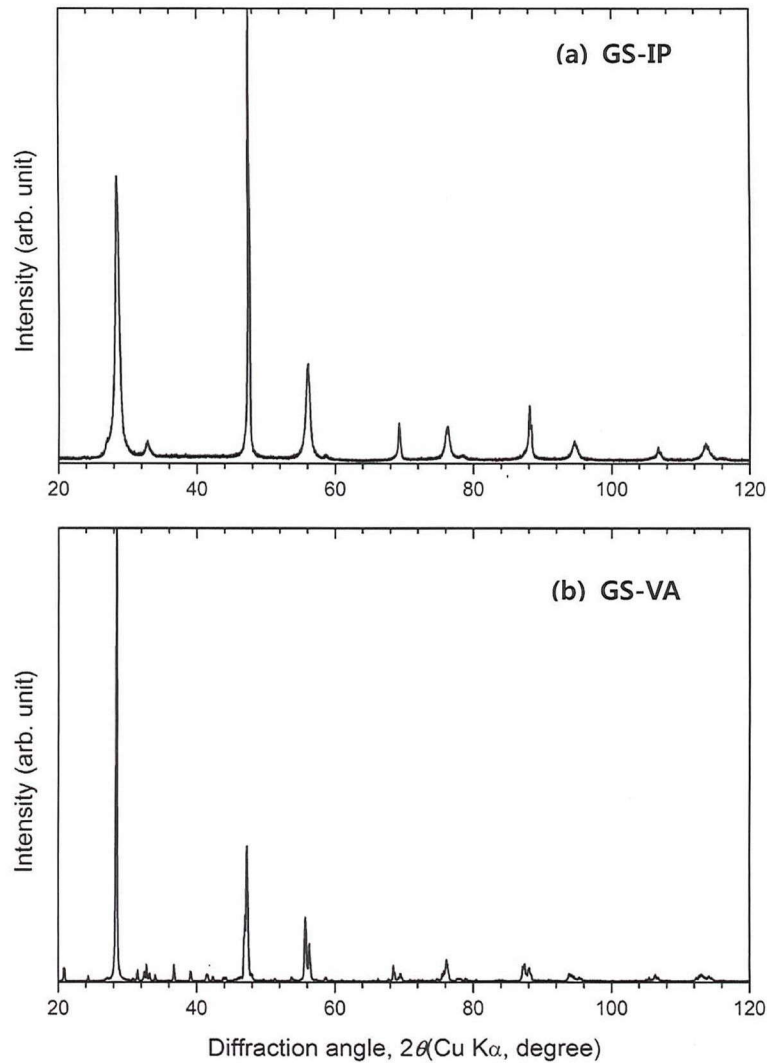 (a) GS-IP
Intensity (arb. unit)
20 40 60 80 100 120
(b) GS-VA
Intensity (arb. unit)
20 40 60 80 100 120
Diffraction angle, 2θ(Cu Kα, degree)